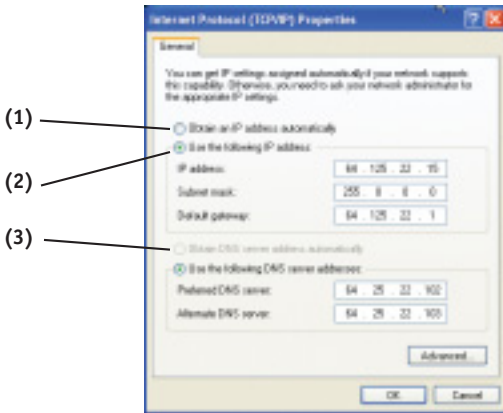 Internet Protocol (TCP/IP) Properties
General
You can get IP settings assigned automatically if your network supports
this capability. Otherwise, you need to ask your network administrator for
the appropriate IP settings.
(1)
Obtain an IP address automatically
(2)
Use the following IP address:
IP address: 64 . 125 . 22 . 15
Subnet mask: 255 . 0 . 0 . 0
Default gateway: 64 . 125 . 22 . 1
(3)
Obtain DNS server address automatically
Use the following DNS server addresses:
Preferred DNS server: 64 . 25 . 22 . 102
Alternate DNS server: 64 . 25 . 22 . 103
Advanced...
OK Cancel